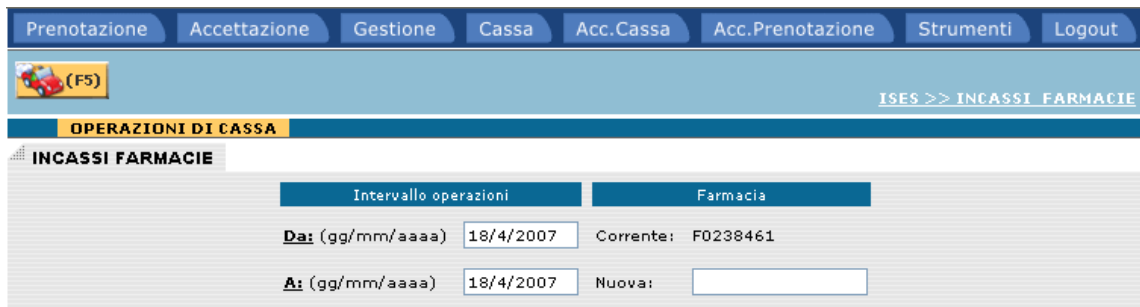 Prenotazione Accettazione Gestione Cassa Acc.Cassa Acc.Prenotazione Strumenti Logout
(F5)
ISES >> INCASSI FARMACIE
OPERAZIONI DI CASSA
INCASSI FARMACIE
Intervallo operazioni Farmacia
Da: (gg/mm/aaaa) 18/4/2007 Corrente: F0238461
A: (gg/mm/aaaa) 18/4/2007 Nuova: